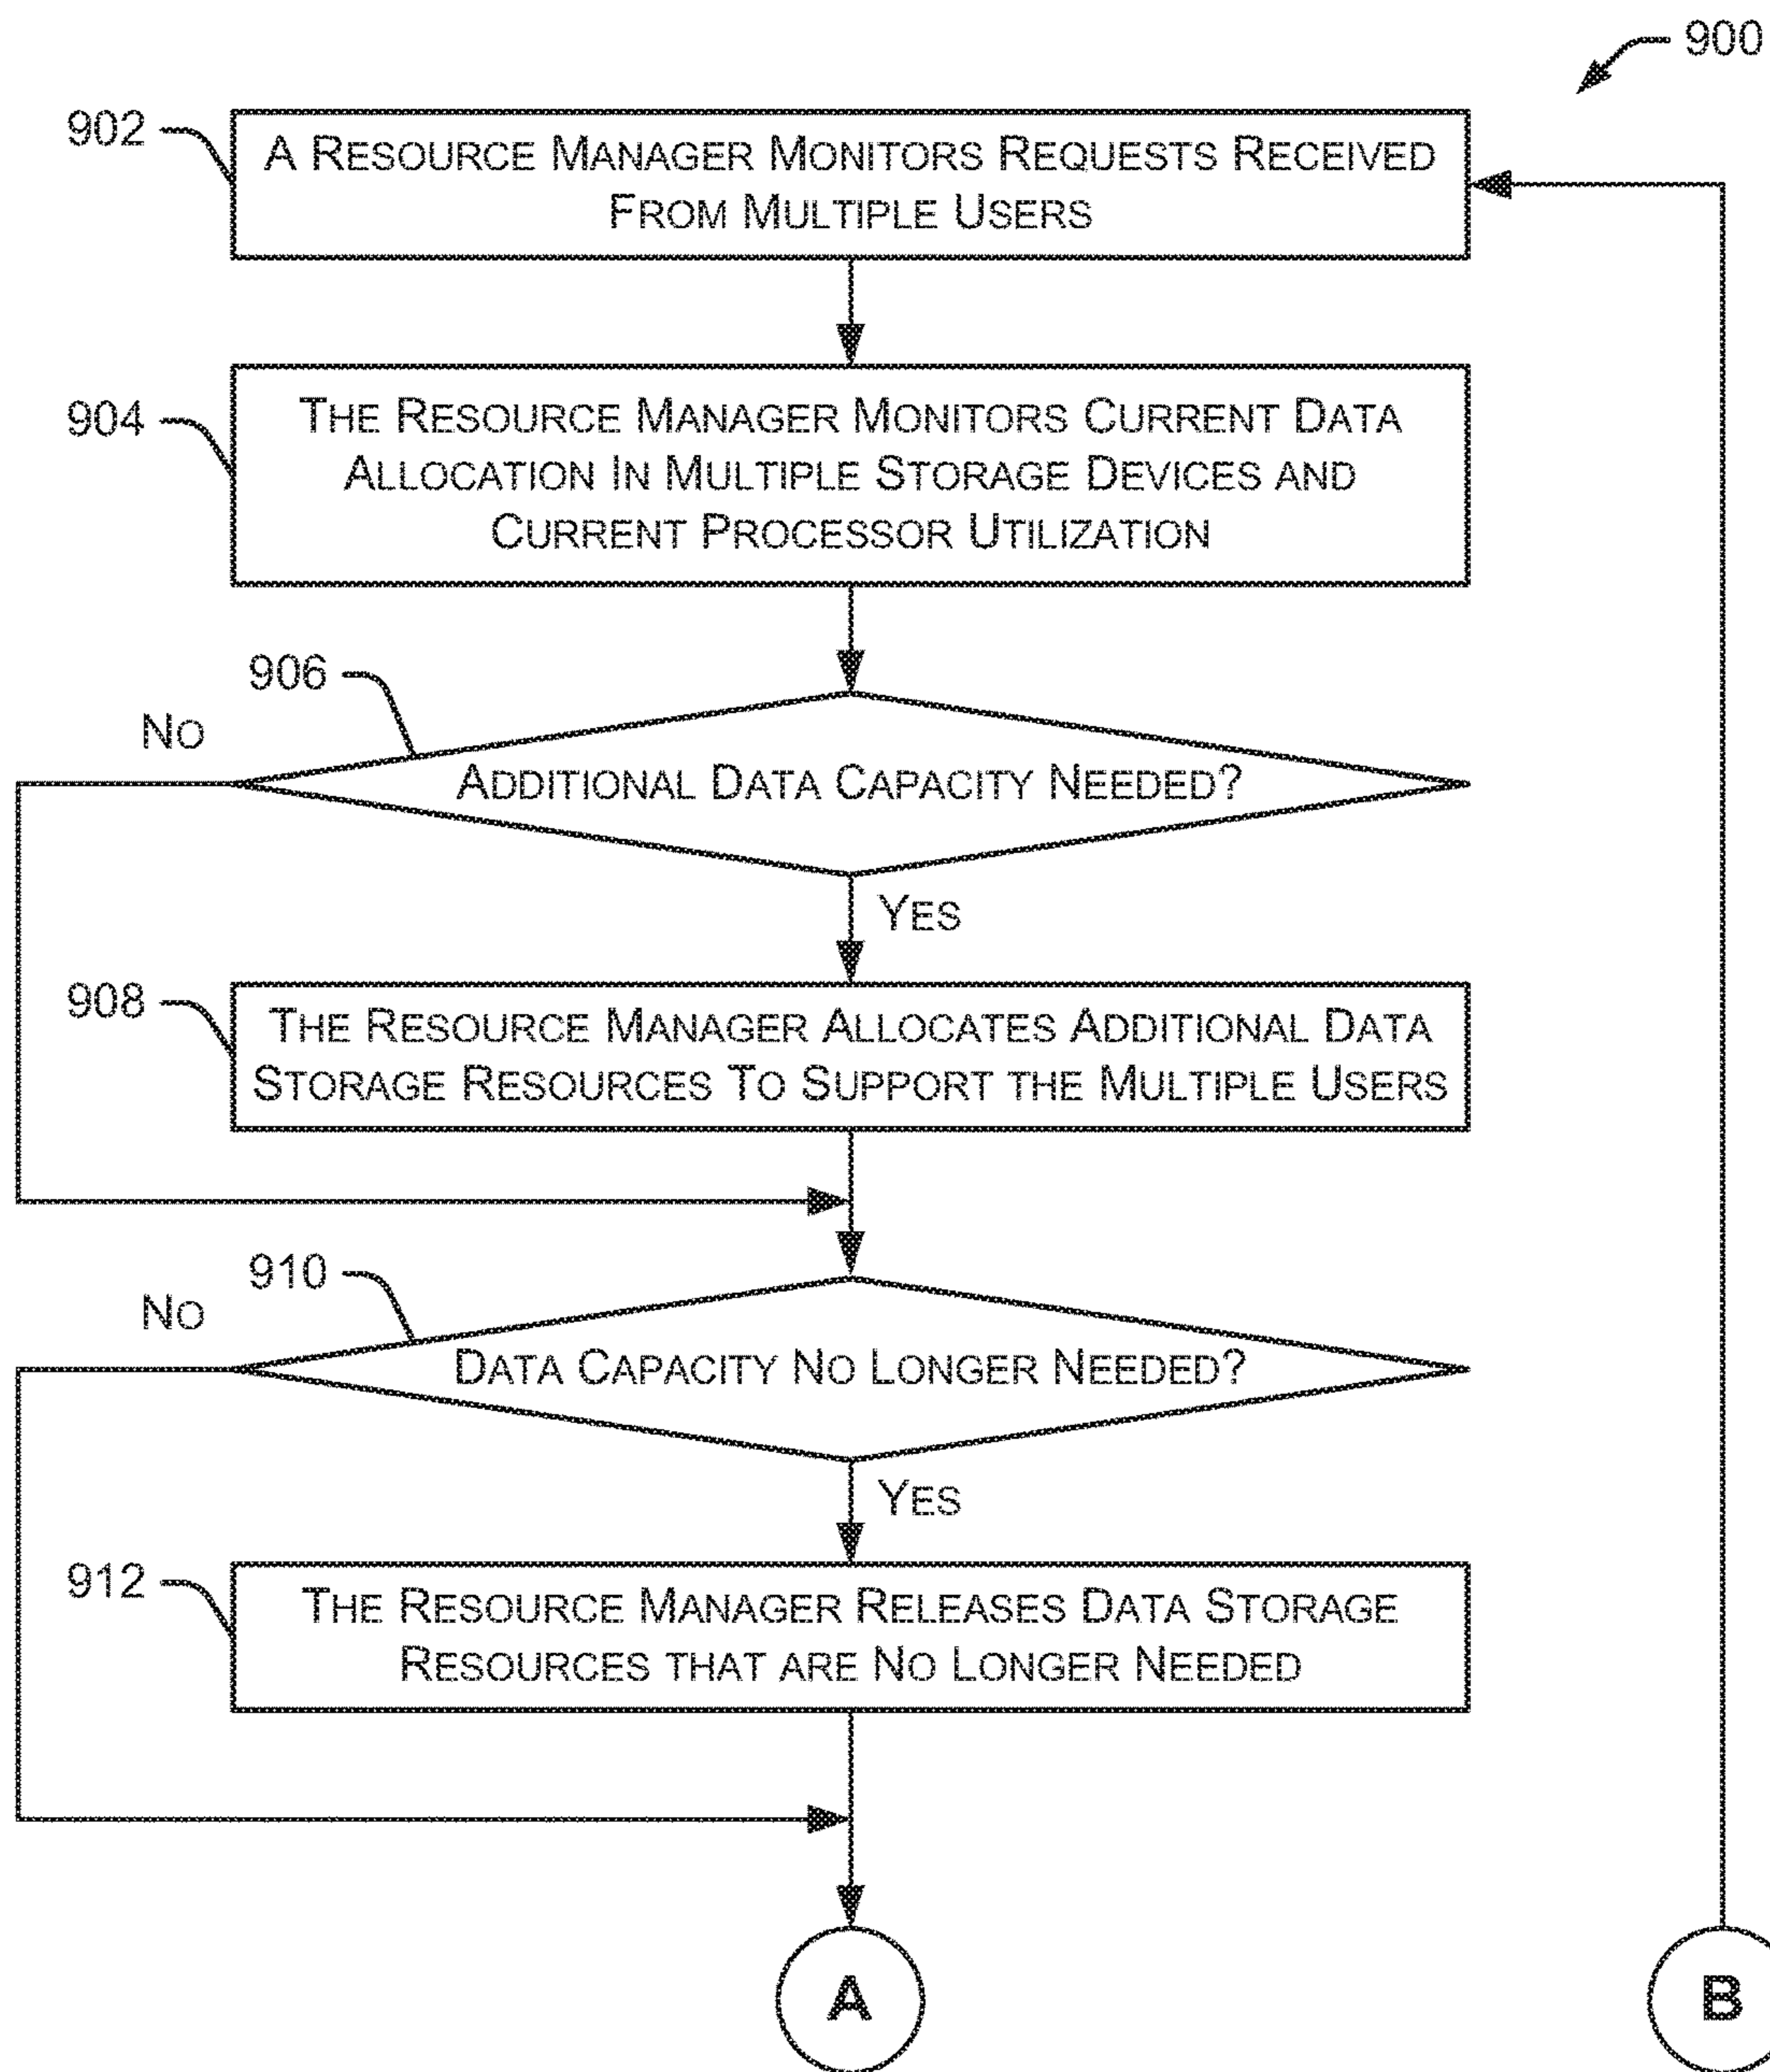 900
902
A RESOURCE MANAGER MONITORS REQUESTS RECEIVED
FROM MULTIPLE USERS
904
THE RESOURCE MANAGER MONITORS CURRENT DATA
ALLOCATION IN MULTIPLE STORAGE DEVICES AND
CURRENT PROCESSOR UTILIZATION
906
NO
ADDITIONAL DATA CAPACITY NEEDED?
YES
908
THE RESOURCE MANAGER ALLOCATES ADDITIONAL DATA
STORAGE RESOURCES TO SUPPORT THE MULTIPLE USERS
910
NO
DATA CAPACITY NO LONGER NEEDED?
YES
912
THE RESOURCE MANAGER RELEASES DATA STORAGE
RESOURCES THAT ARE NO LONGER NEEDED
A
B